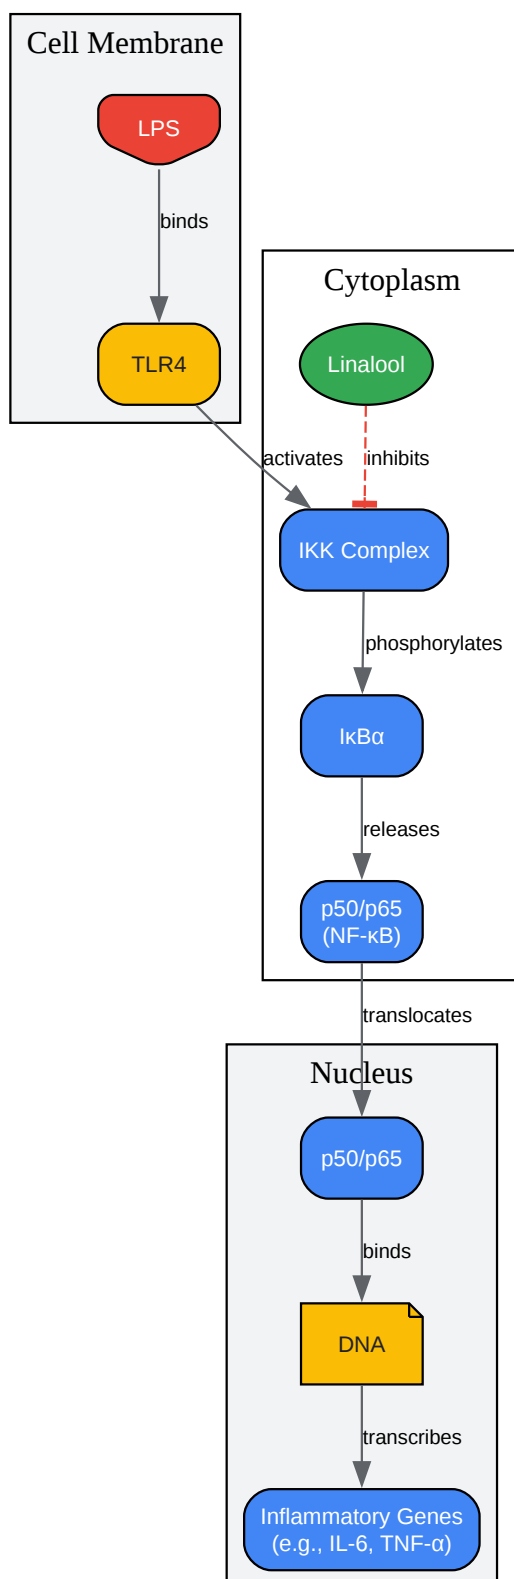 Cell Membrane
LPS
binds
TLR4
Cytoplasm
Linalool
activates
inhibits
IKK Complex
phosphorylates
IκBα
releases
p50/p65
(NF-κB)
translocates
Nucleus
p50/p65
binds
DNA
transcribes
Inflammatory Genes
(e.g., IL-6, TNF-α)